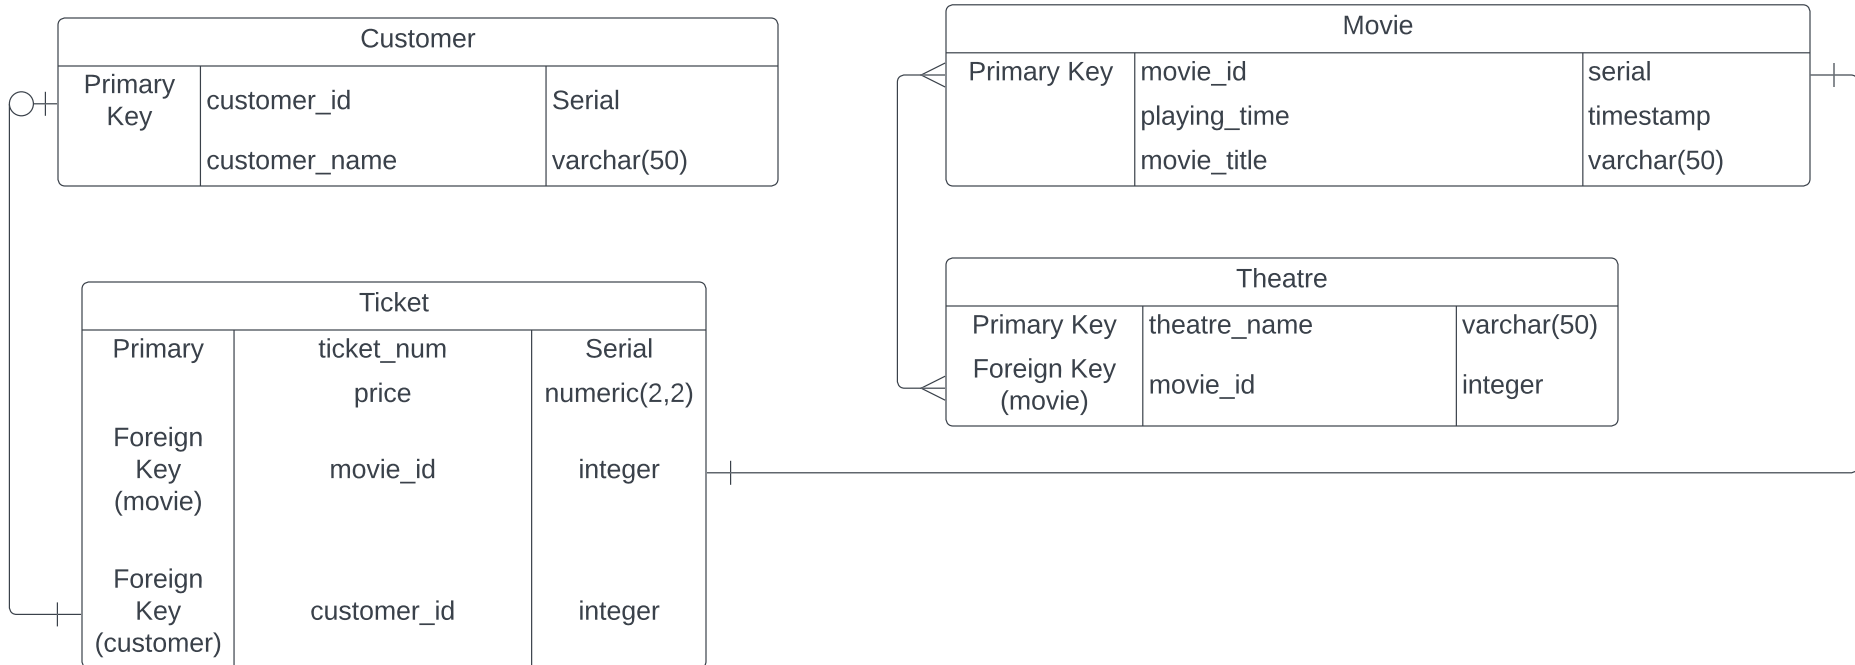 Customer
Primary
Key
customer_id
Serial
customer_name
varchar(50)
Movie
Primary Key
movie_id
serial
playing_time
timestamp
movie_title
varchar(50)
Ticket
Primary
ticket_num
Serial
price
numeric(2,2)
Foreign
Key
(movie)
movie_id
integer
Foreign
Key
(customer)
customer_id
integer
Theatre
Primary Key
theatre_name
varchar(50)
Foreign Key
(movie)
movie_id
integer